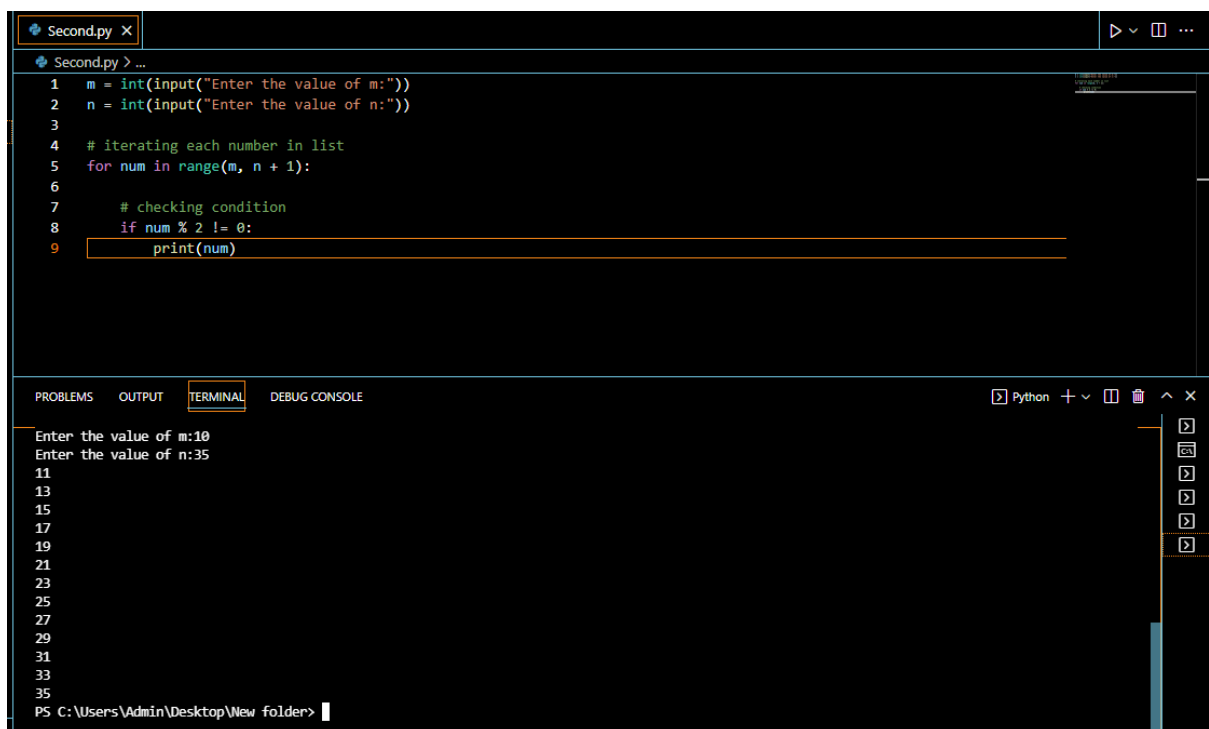 Second.py
Second.py > ...
1 m = int(input("Enter the value of m:"))
2 n = int(input("Enter the value of n:"))
3
4 # iterating each number in list
5 for num in range(m, n + 1):
6
7     # checking condition
8     if num % 2 != 0:
9         print(num)
PROBLEMS OUTPUT TERMINAL DEBUG CONSOLE Python
Enter the value of m:10
Enter the value of n:35
11
13
15
17
19
21
23
25
27
29
31
33
35
PS C:\Users\Admin\Desktop\New folder>